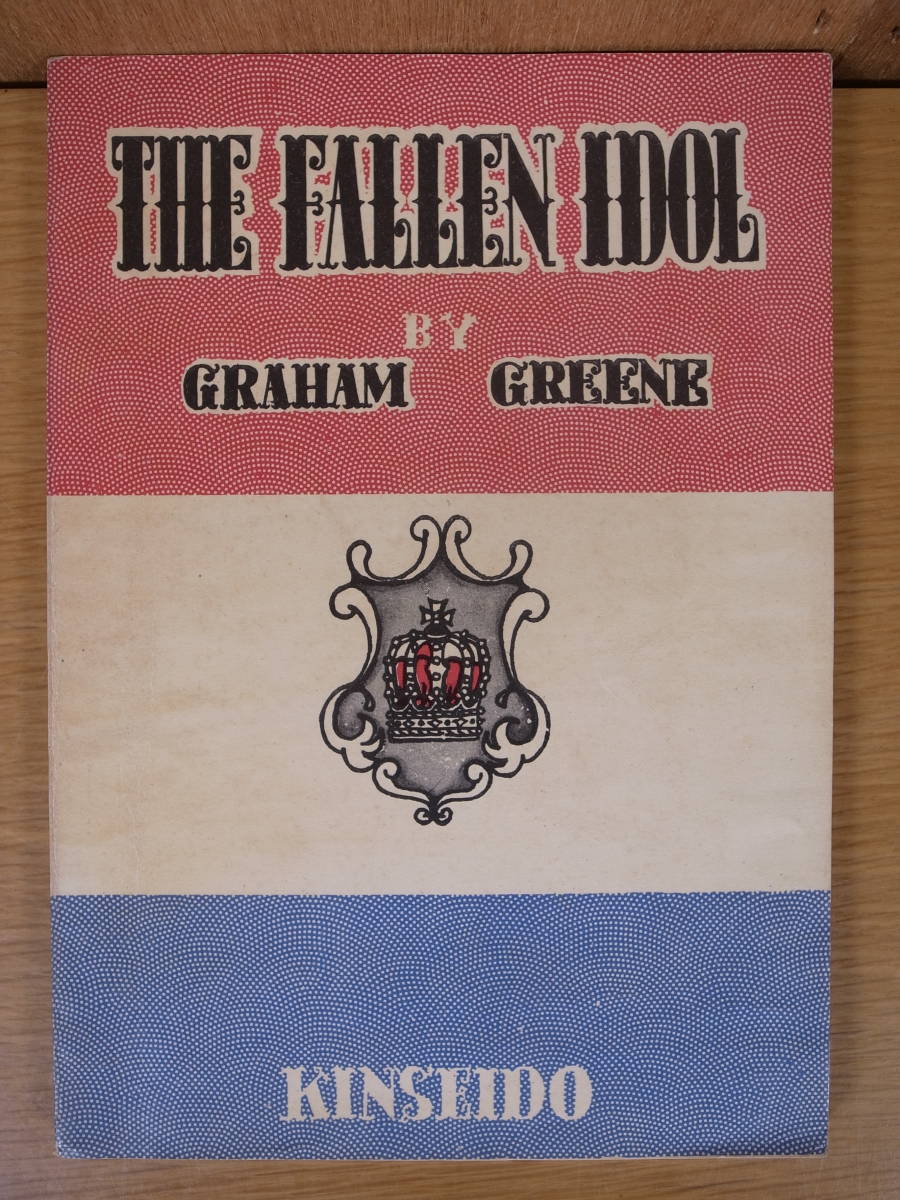 THE FALLEN IDOL
BY
GRAHAM GREENE
KINSEIDO